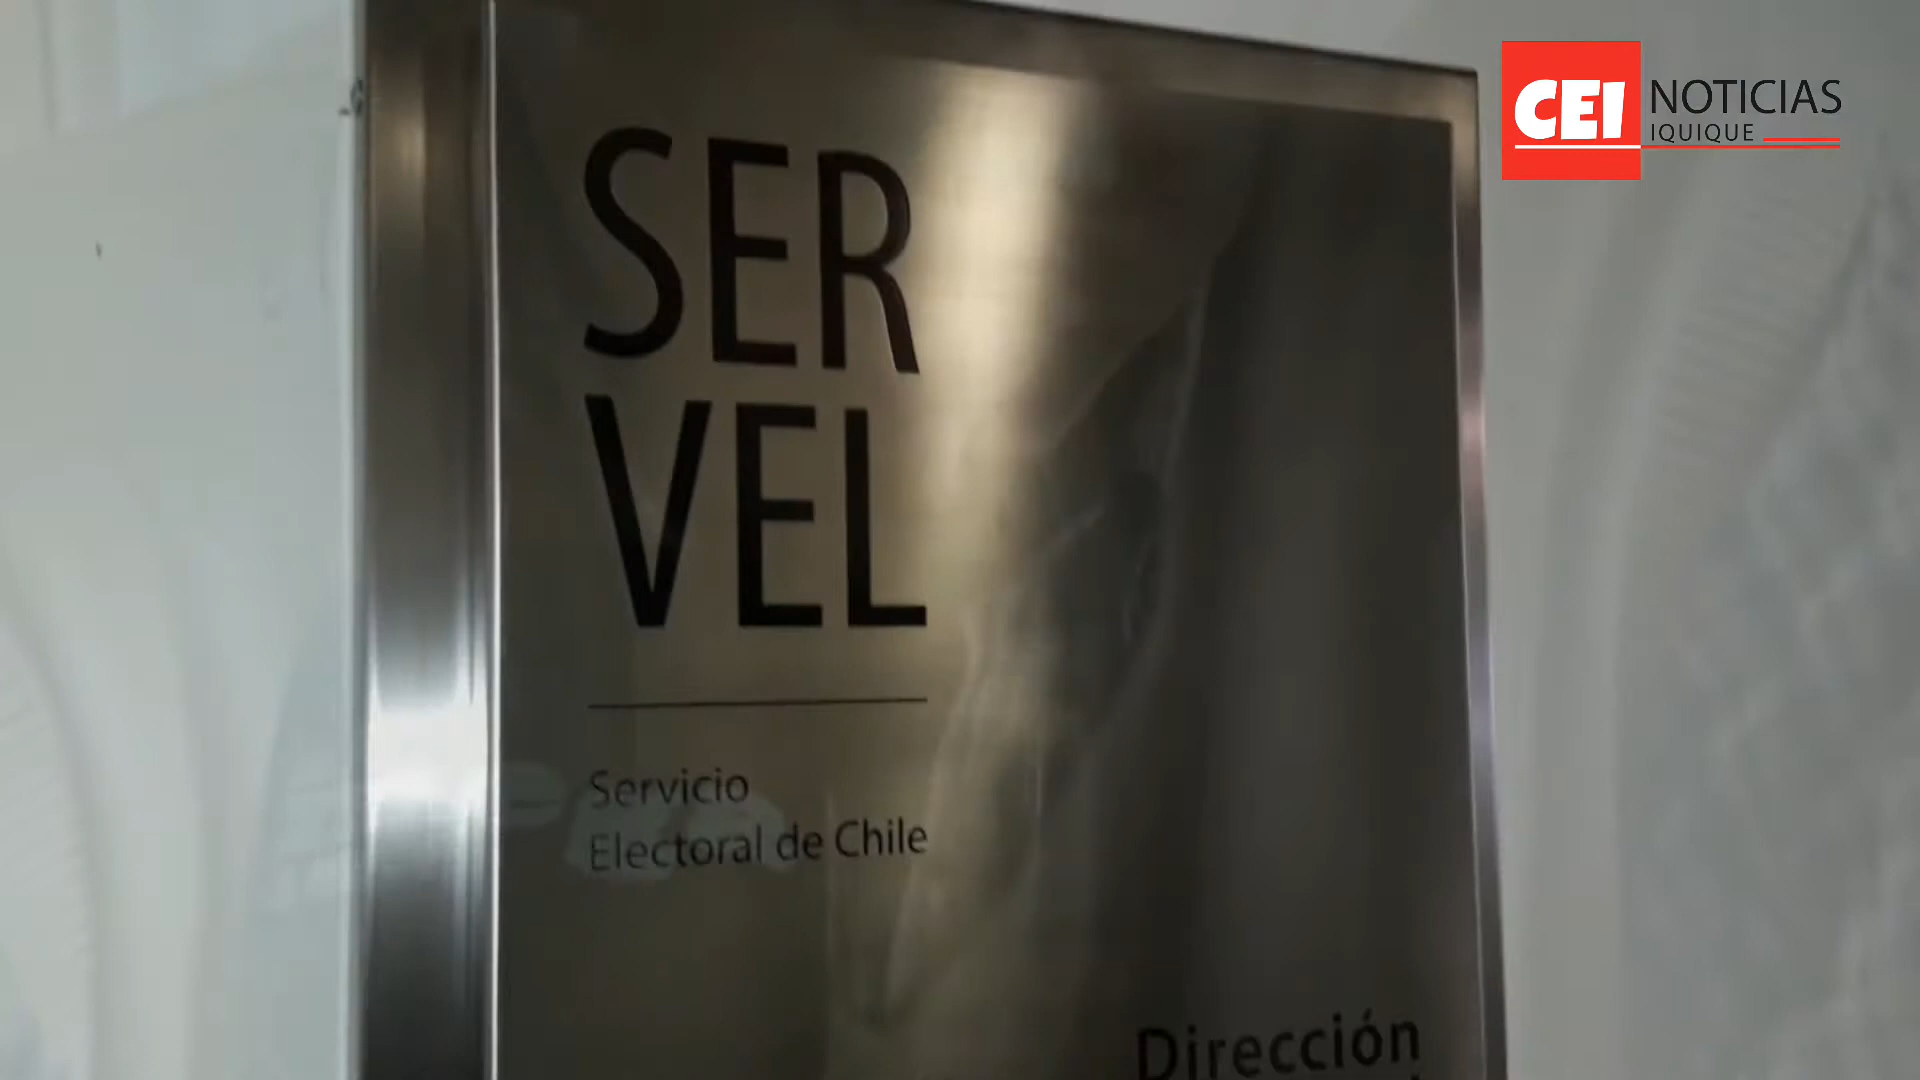 SER
VEL
Servicio
Electoral de Chile
Dirección
CEI NOTICIAS
IQUIQUE